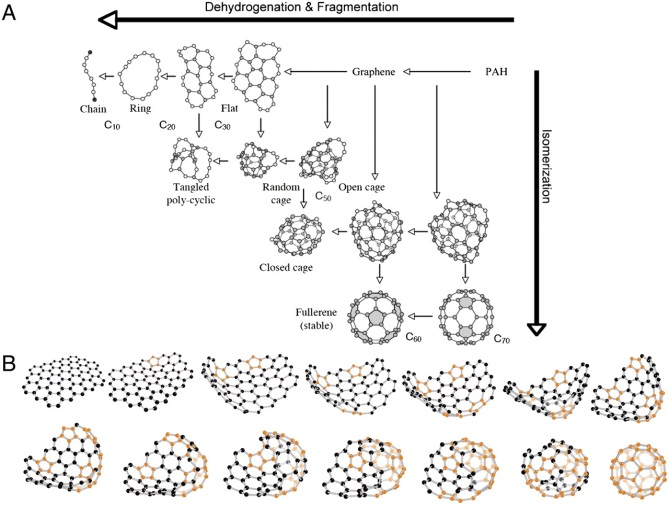 Dehydrogenation & Fragmentation
A
Graphene
PAH
Chain
Ring
Flat
C10
C20
C30
Isomerization
Tangled
poly-cyclic
Random
cage
Open cage
C50
Closed cage
Fullerene
(stable)
C60
C70
B